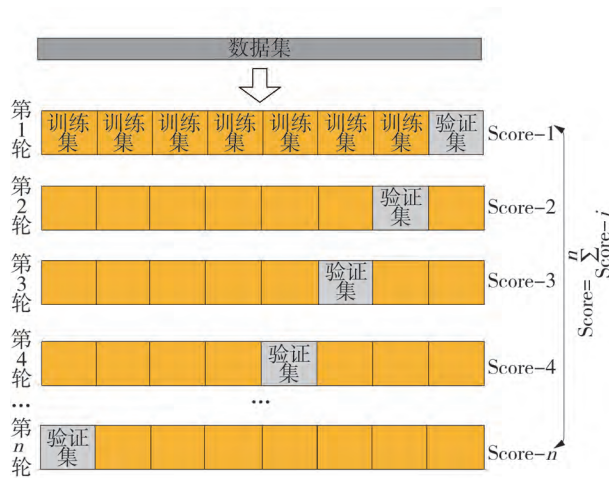 数据集
第1轮
训练集 训练集 训练集 训练集 训练集 训练集 训练集 验证集
Score-1
第2轮
验证集
Score-2
第3轮
验证集
Score-3
第4轮
验证集
Score-4
...
...
第n轮
验证集
Score-n
Score=∑ n Score-i